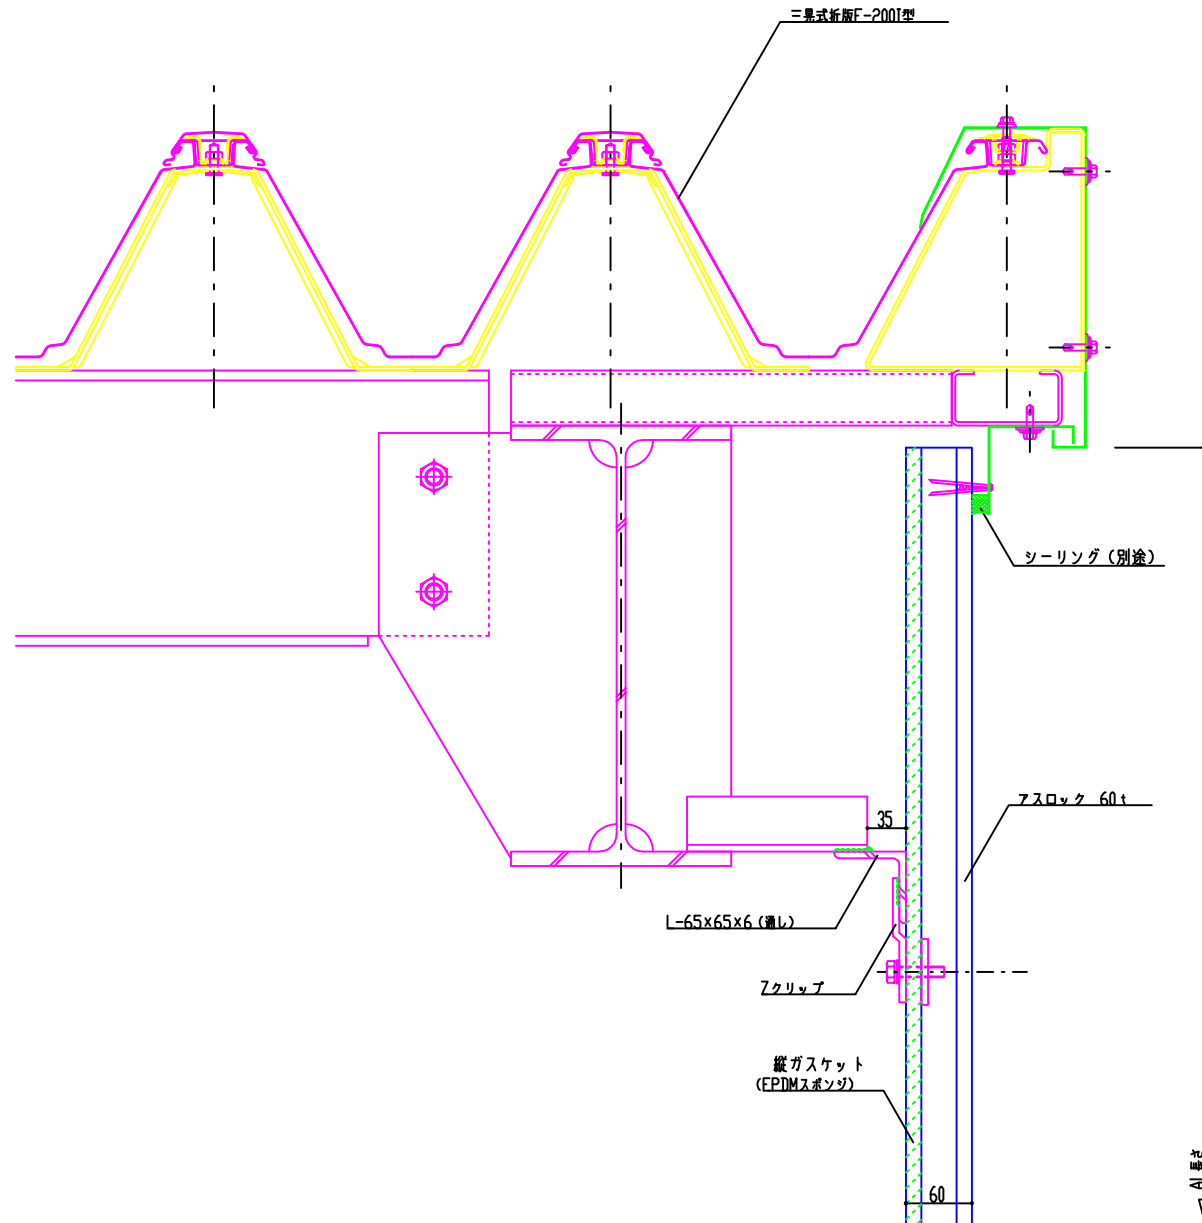 三晃式折版F-200I型
シーリング（別途）
アスロック 60t
35
L-65×65×6（通し）
Zクリップ
縦ガスケット
(EPDMスポンジ)
60